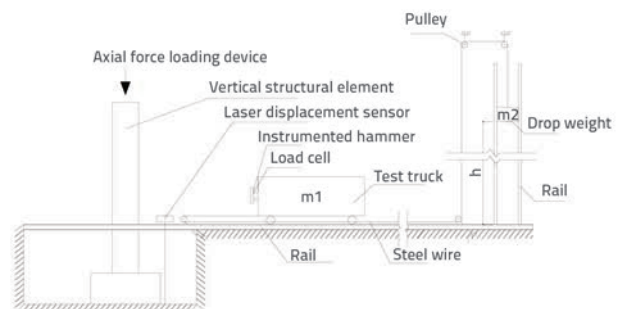 Pulley
Axial force loading device
Vertical structural element
Laser displacement sensor
Instrumented hammer
Load cell
m2
Drop weight
Test truck
m1
h
Rail
Rail
Steel wire